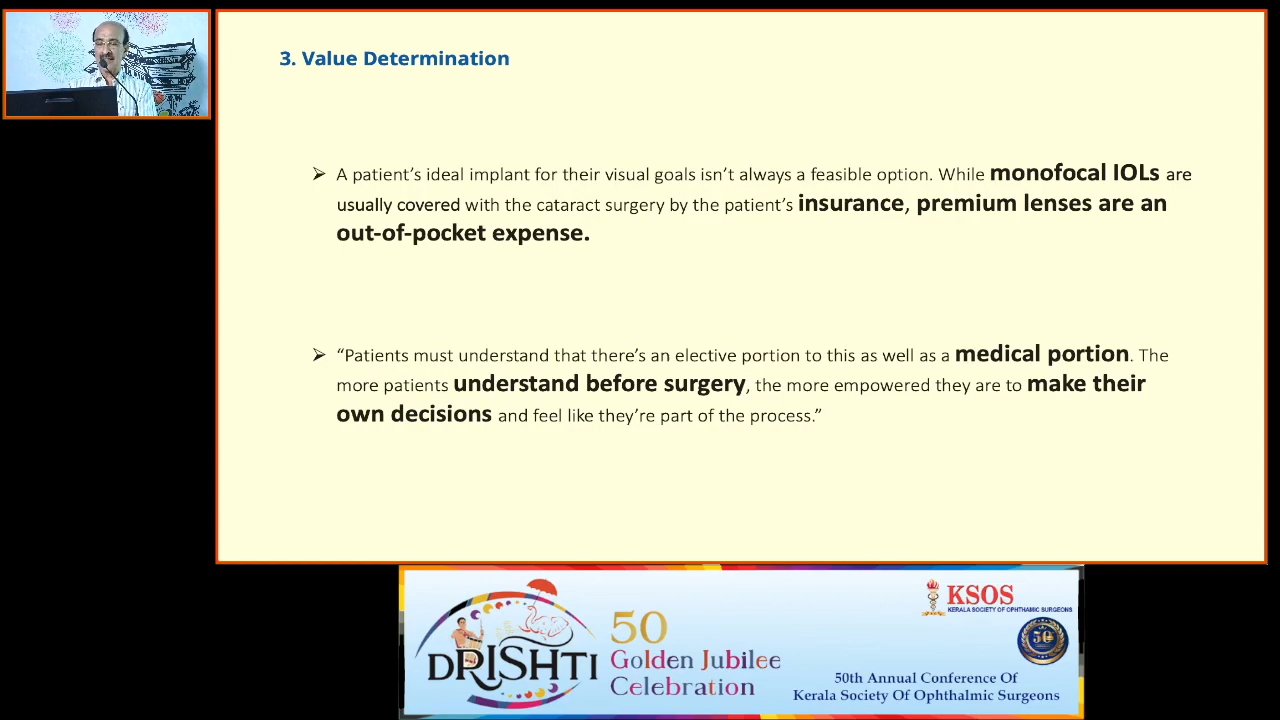 3. Value Determination
A patient’s ideal implant for their visual goals isn’t always a feasible option. While monofocal IOLs are
usually covered with the cataract surgery by the patient’s insurance, premium lenses are an
out-of-pocket expense.
“Patients must understand that there’s an elective portion to this as well as a medical portion. The
more patients understand before surgery, the more empowered they are to make their
own decisions and feel like they’re part of the process.”
DRISHTI
50
Golden Jubilee
Celebration
KSOS
KERALA SOCIETY OF OPHTHAMIC SURGEONS
50
50th Annual Conference Of
Kerala Society Of Ophthalmic Surgeons